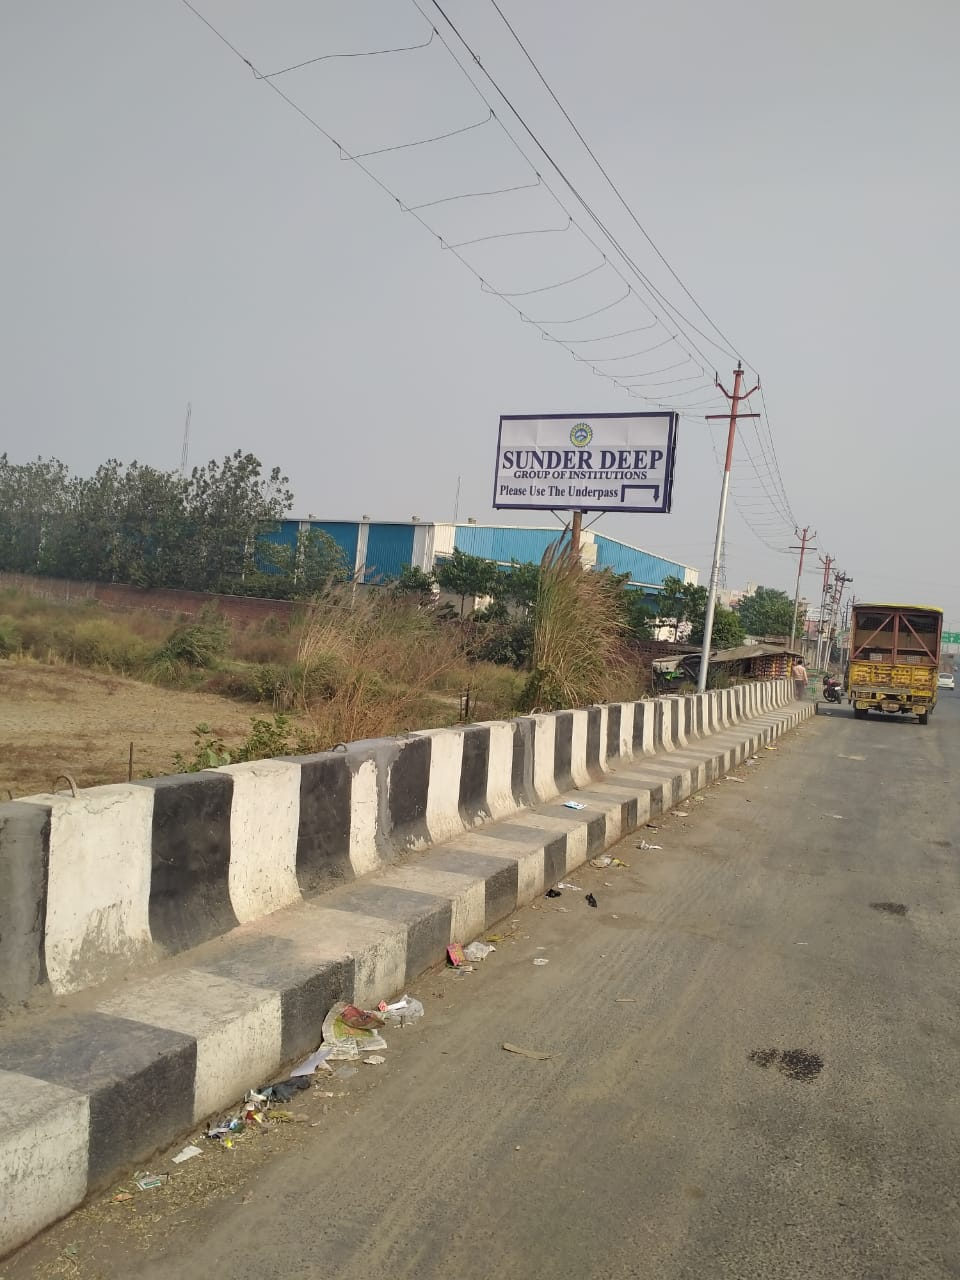 SUNDER DEEP
GROUP OF INSTITUTIONS
Please Use The Underpass